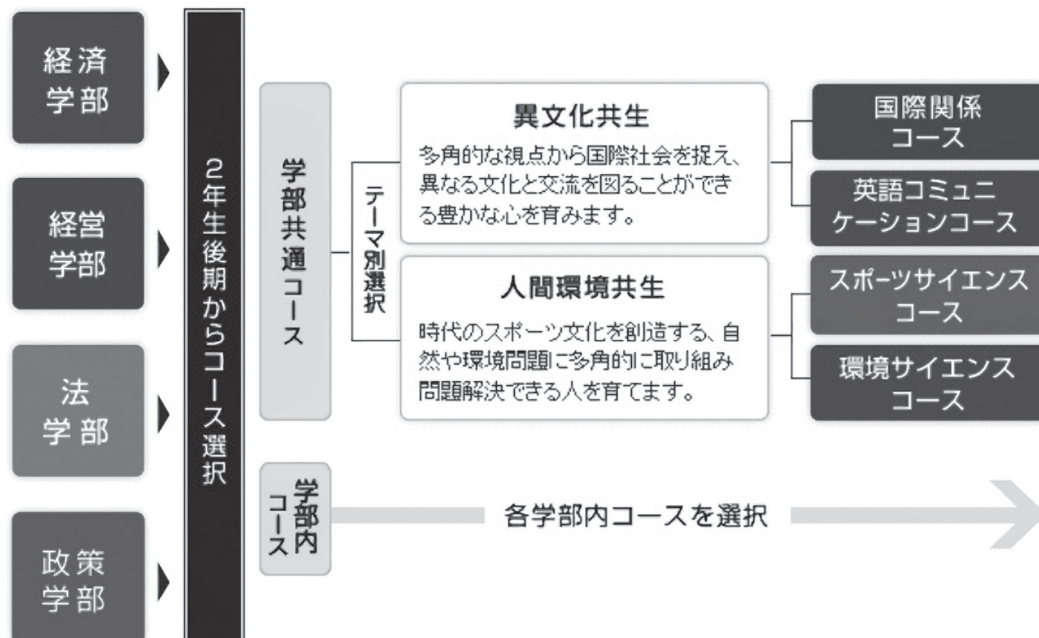 経済
学部
経営
学部
法
学部
政策
学部
2年生後期からコース選択
学部共通コース
テーマ別選択
異文化共生
多角的な視点から国際社会を捉え、
異なる文化と交流を図ることができ
る豊かな心を育みます。
国際関係
コース
英語コミュニ
ケーションコース
人間環境共生
時代のスポーツ文化を創造する、自
然や環境問題に多角的に取り組み
問題解決できる人を育てます。
スポーツサイエンス
コース
環境サイエンス
コース
学部内
コース
各学部内コースを選択